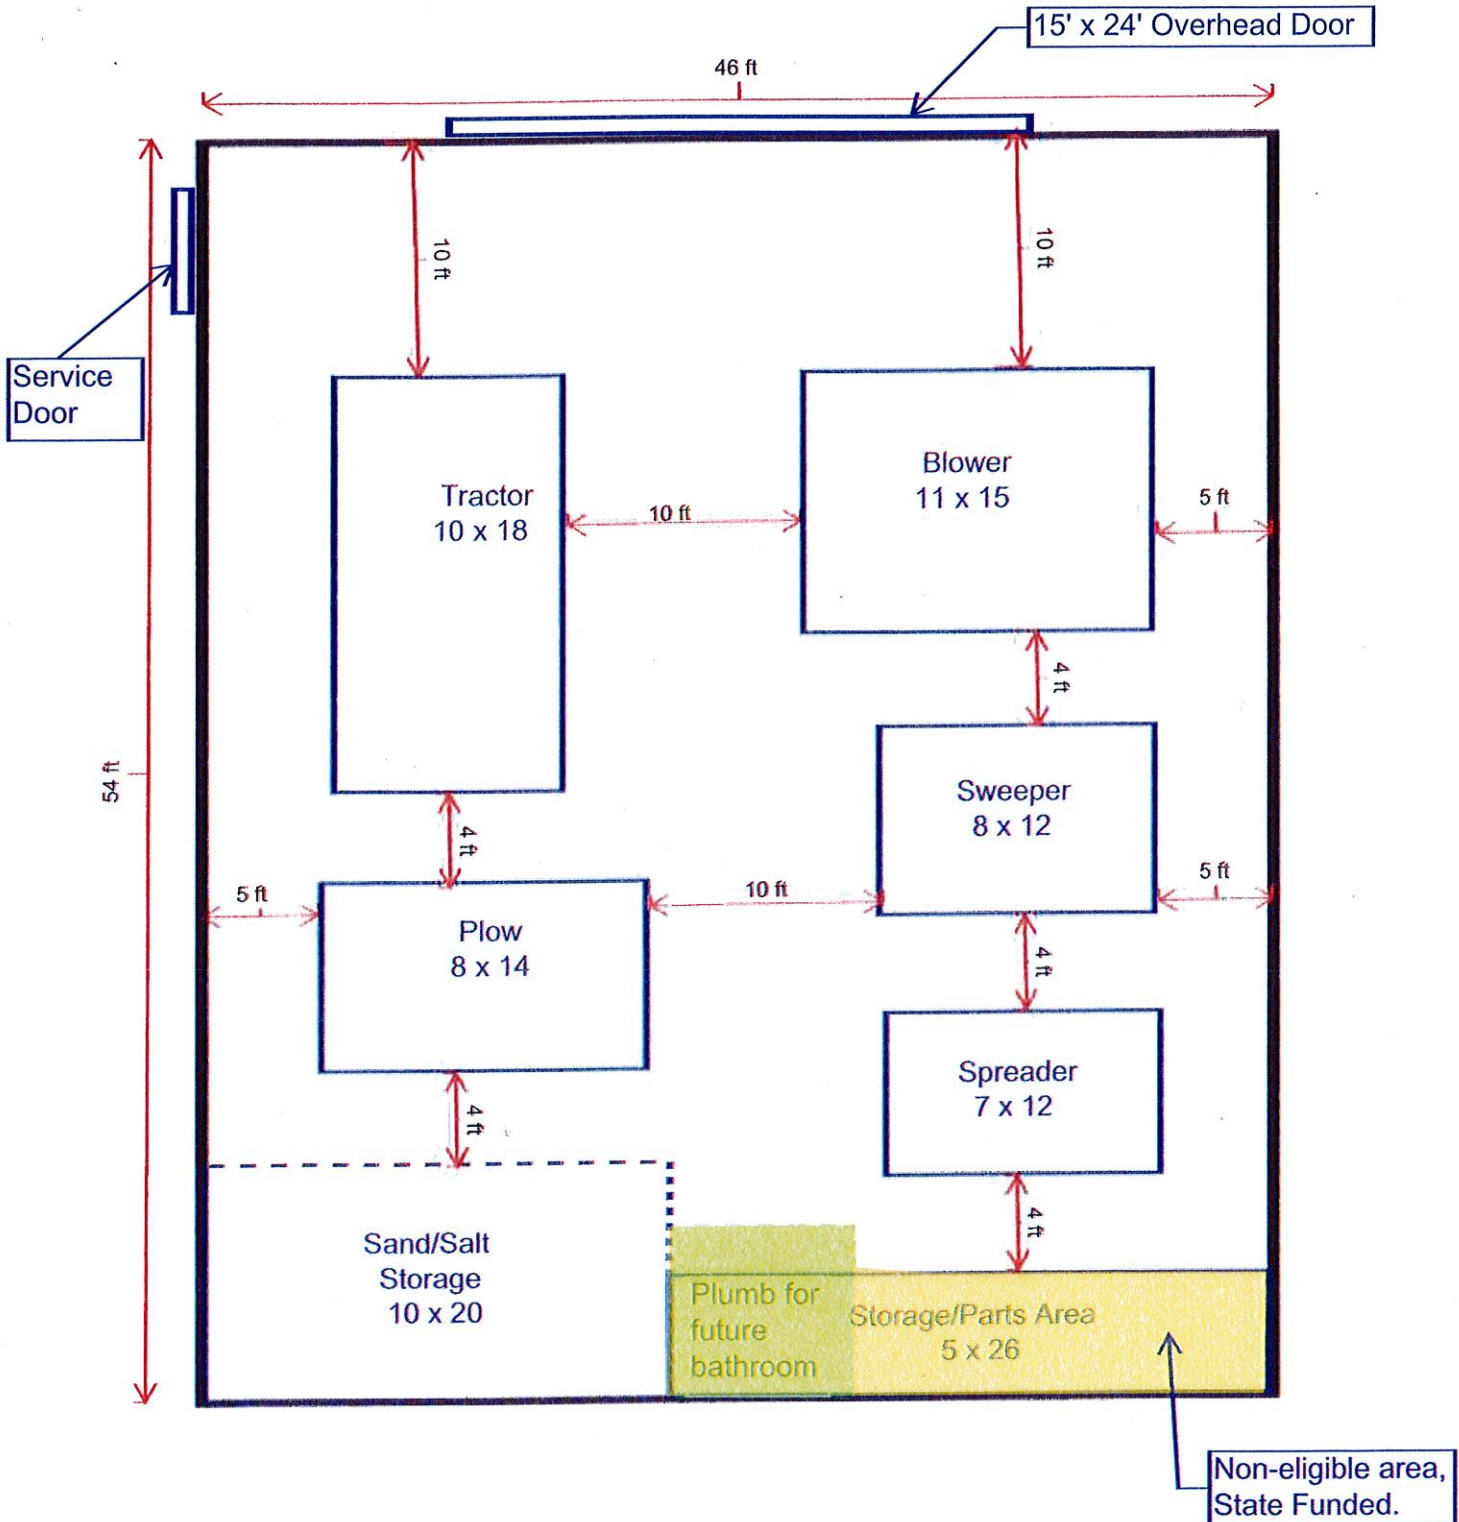 15' x 24' Overhead Door
46 ft
10 ft
10 ft
Service
Door
Blower
11 x 15
Tractor
10 x 18
10 ft
5 ft
4 ft
54 ft
Sweeper
8 x 12
4 ft
5 ft
10 ft
5 ft
Plow
8 x 14
4 ft
Spreader
7 x 12
4 ft
4 ft
Sand/Salt
Storage
10 x 20
Plumb for
future
bathroom
Storage/Parts Area
5 x 26
Non-eligible area,
State Funded.